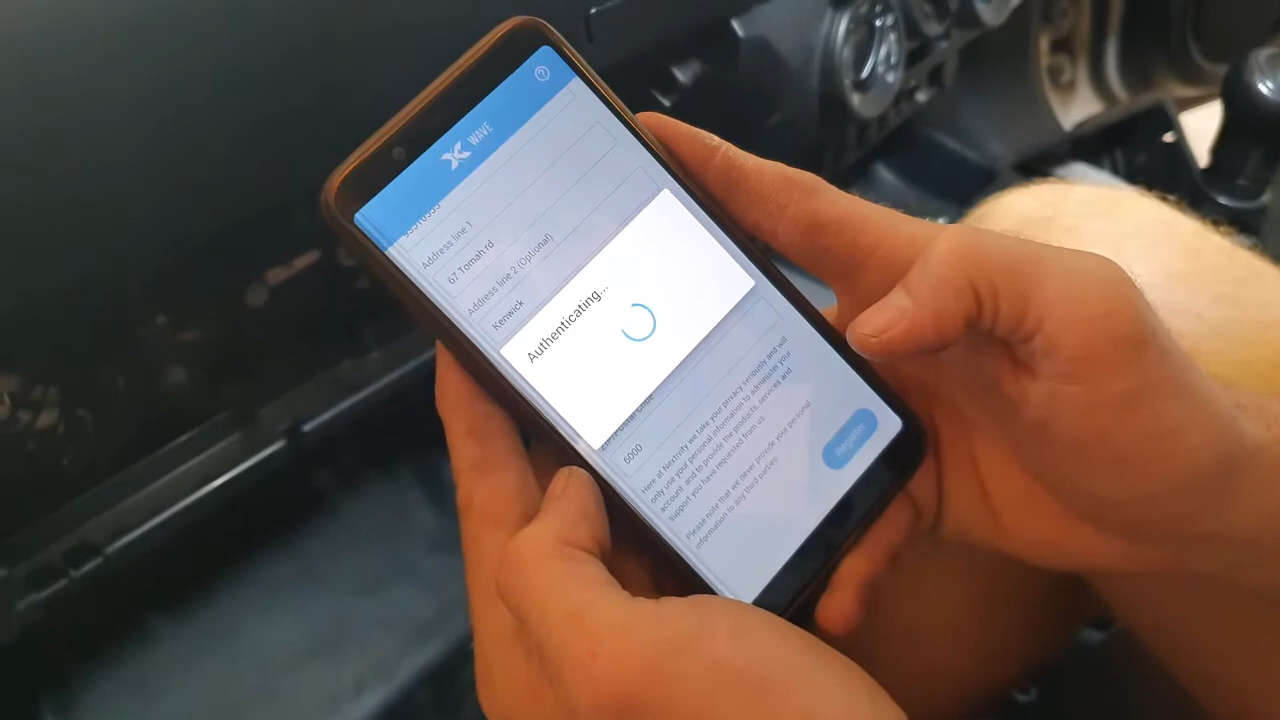 WAVE
Address line 1
67 Tomah rd
Address line 2 (Optional)
Kenwick
Authenticating...
6000
Here at Nextivity we take your privacy seriously and will
only use your personal information to administer your
account and to provide the products, services and
support you have requested from us.
Please note that we never provide your personal
information to any third parties
Register